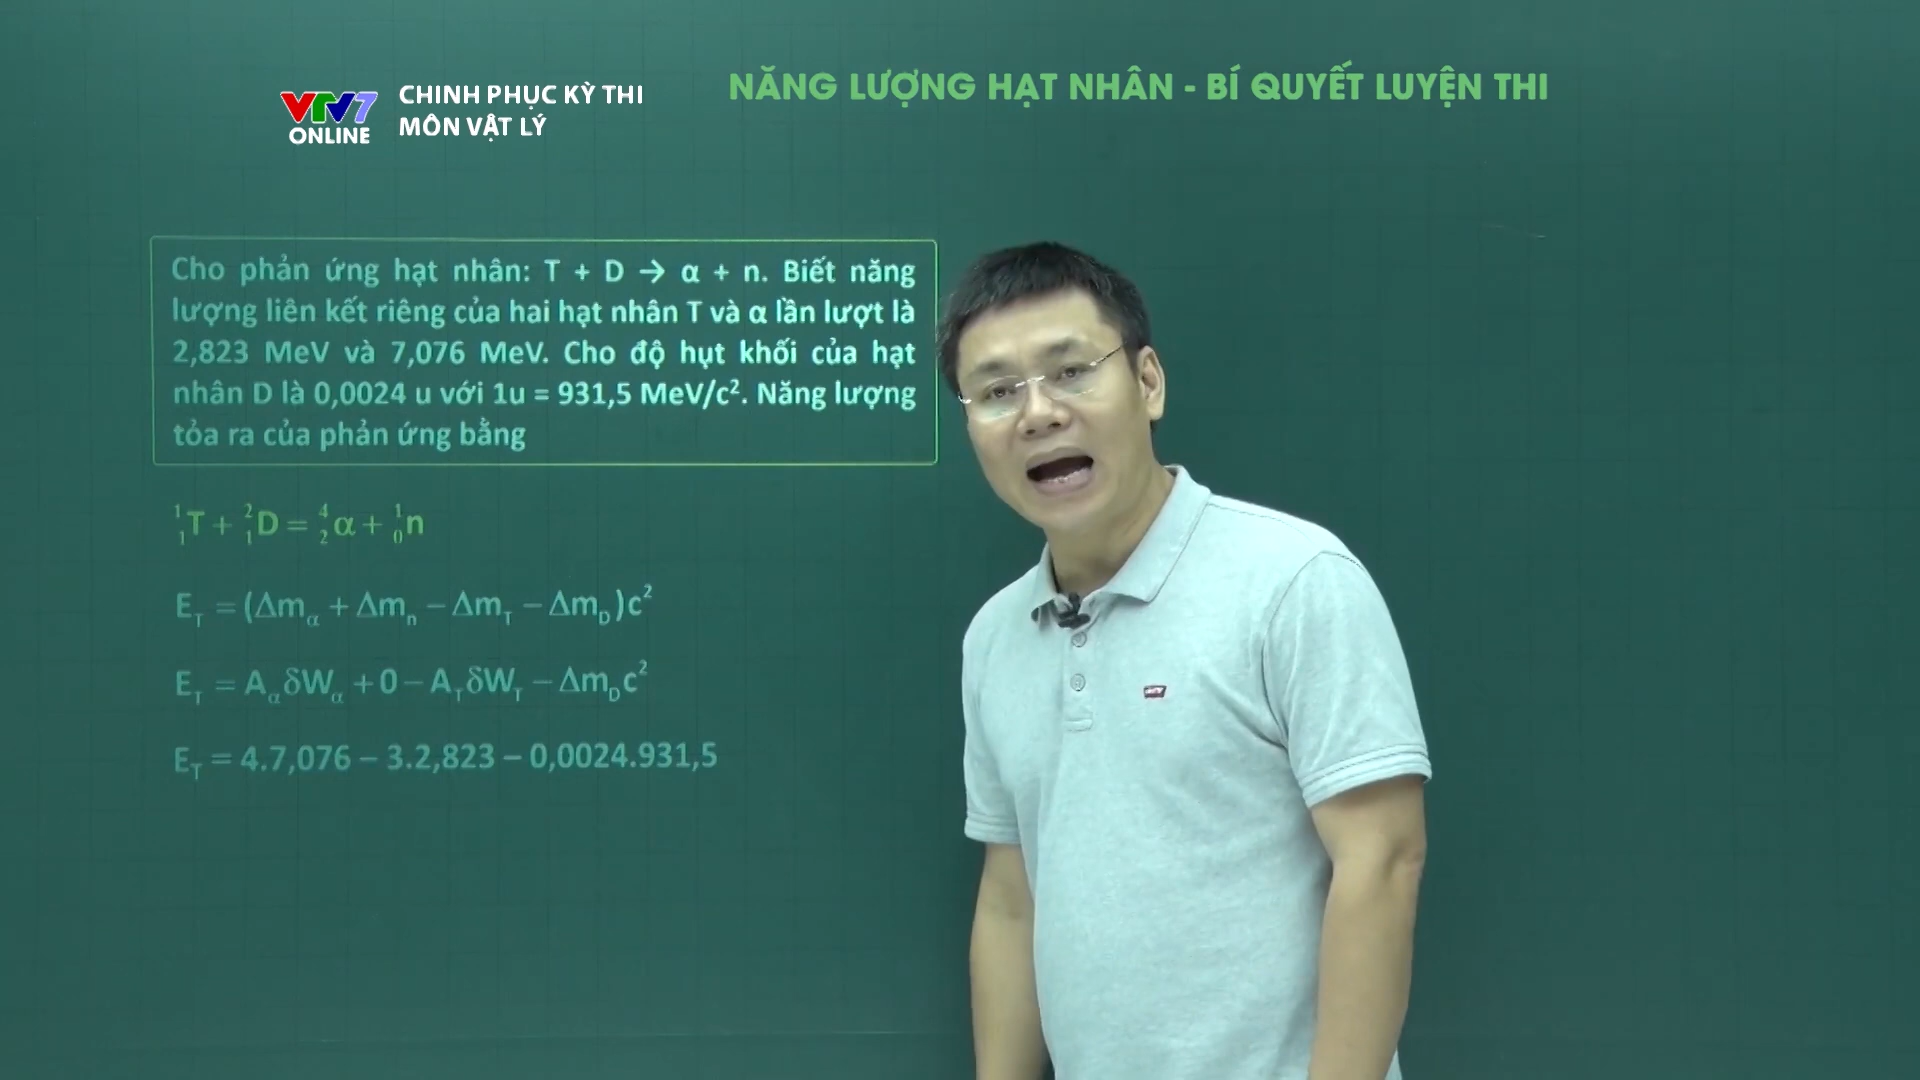 VTV7
ONLINE
CHINH PHỤC KỲ THI
MÔN VẬT LÝ
NĂNG LƯỢNG HẠT NHÂN - BÍ QUYẾT LUYỆN THI
Cho phản ứng hạt nhân: T + D → α + n. Biết năng
lượng liên kết riêng của hai hạt nhân T và α lần lượt là
2,823 MeV và 7,076 MeV. Cho độ hụt khối của hạt
nhân D là 0,0024 u với 1u = 931,5 MeV/c². Năng lượng
tỏa ra của phản ứng bằng
¹₁T + ²₁D = ⁴₂α + ¹₀n
E_T = (Δm_α + Δm_n − Δm_T − Δm_D)c²
E_T = A_αδW_α + 0 − A_TδW_T − Δm_Dc²
E_T = 4.7,076 − 3.2,823 − 0,0024.931,5